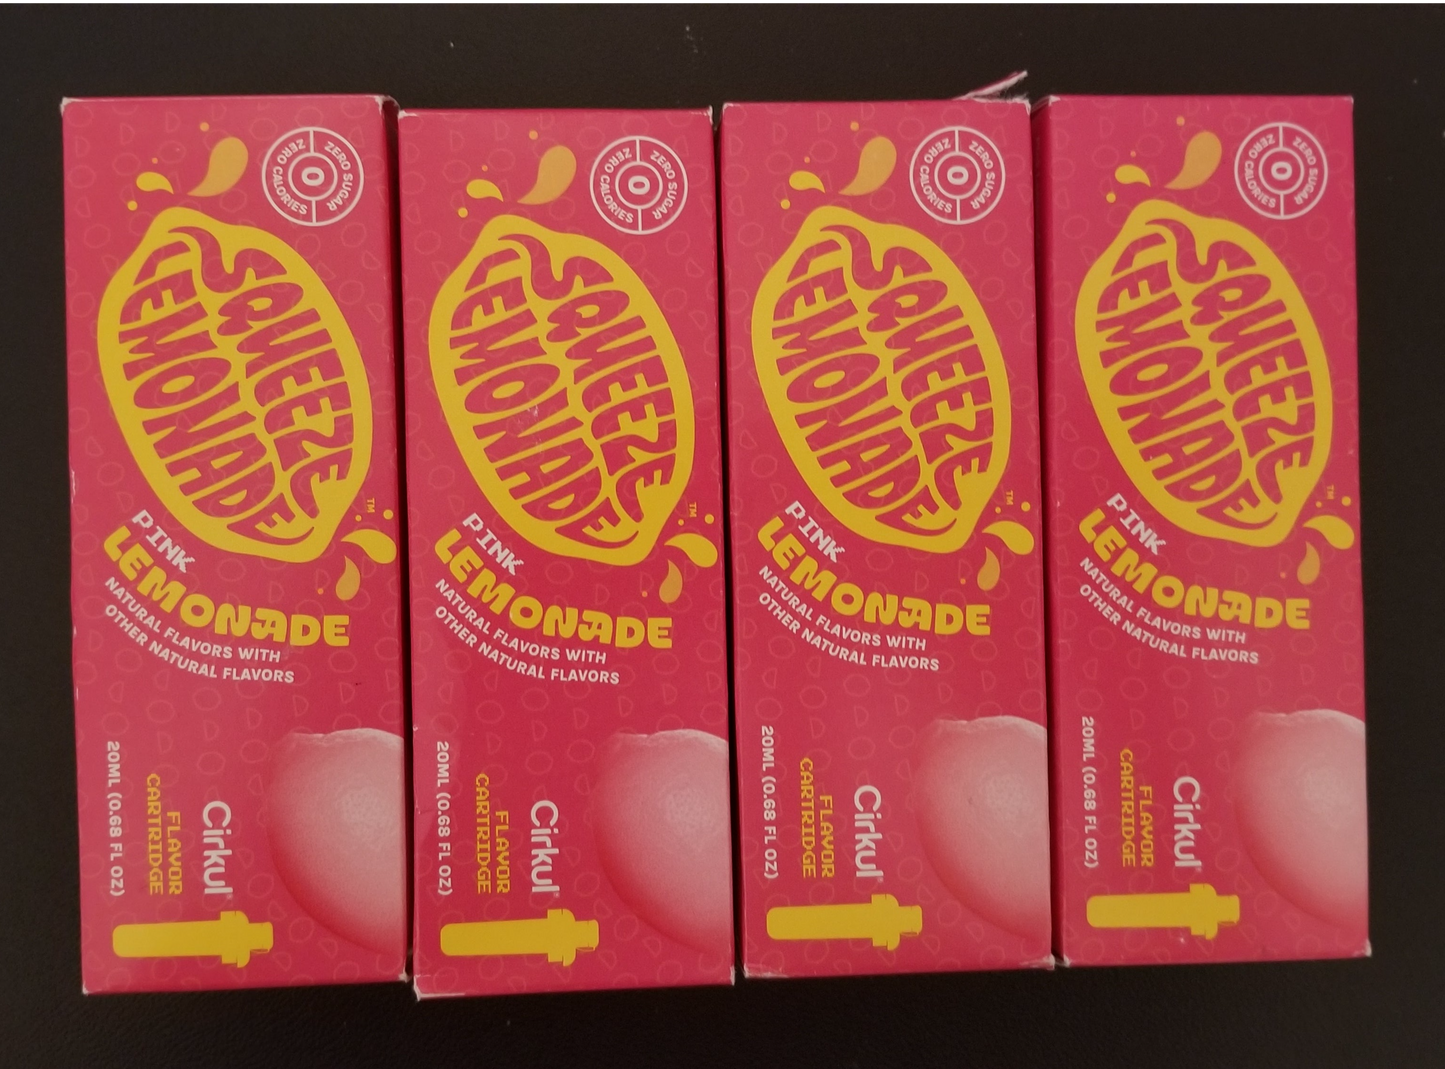 ZERO SUGAR
ZERO CALORIES
0
SQUEEZE
LEMONADE
TM
PINK
LEMONADE
NATURAL FLAVORS WITH
OTHER NATURAL FLAVORS
Cirkul®
FLAVOR
CARTRIDGE
20ML (0.68 FL OZ)
ZERO SUGAR
ZERO CALORIES
0
SQUEEZE
LEMONADE
TM
PINK
LEMONADE
NATURAL FLAVORS WITH
OTHER NATURAL FLAVORS
Cirkul®
FLAVOR
CARTRIDGE
20ML (0.68 FL OZ)
ZERO SUGAR
ZERO CALORIES
0
SQUEEZE
LEMONADE
TM
PINK
LEMONADE
NATURAL FLAVORS WITH
OTHER NATURAL FLAVORS
Cirkul®
FLAVOR
CARTRIDGE
20ML (0.68 FL OZ)
ZERO SUGAR
ZERO CALORIES
0
SQUEEZE
LEMONADE
TM
PINK
LEMONADE
NATURAL FLAVORS WITH
OTHER NATURAL FLAVORS
Cirkul®
FLAVOR
CARTRIDGE
20ML (0.68 FL OZ)